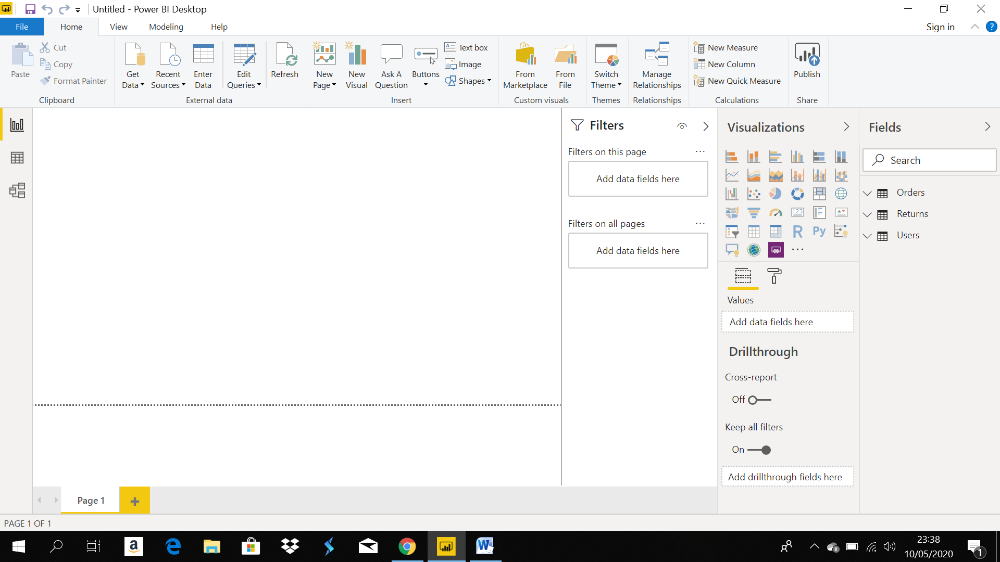 Untitled - Power BI Desktop
File
Home
View
Modeling
Help
Sign in
?
Paste
Cut
Copy
Format Painter
Clipboard
Get
Data
Recent
Sources
Enter
Data
Edit
Queries
Refresh
External data
New
Page
New
Visual
Ask A
Question
Buttons
Text box
Image
Shapes
Insert
From
Marketplace
From
File
Custom visuals
Switch
Theme
Themes
Manage
Relationships
Relationships
New Measure
New Column
New Quick Measure
Calculations
Publish
Share
Filters
Filters on this page
...
Add data fields here
Filters on all pages
...
Add data fields here
Visualizations
123
R
Py
...
Values
Add data fields here
Drillthrough
Cross-report
Off
Keep all filters
On
Add drillthrough fields here
Fields
Search
Orders
Returns
Users
Page 1
+
PAGE 1 OF 1
a
e
W
23:38
10/05/2020
1